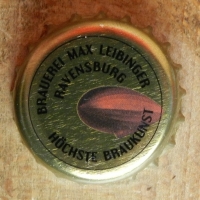 BRAUEREI MAX LEIBINGER
RAVENSBURG
HÖCHSTE BRAUKUNST